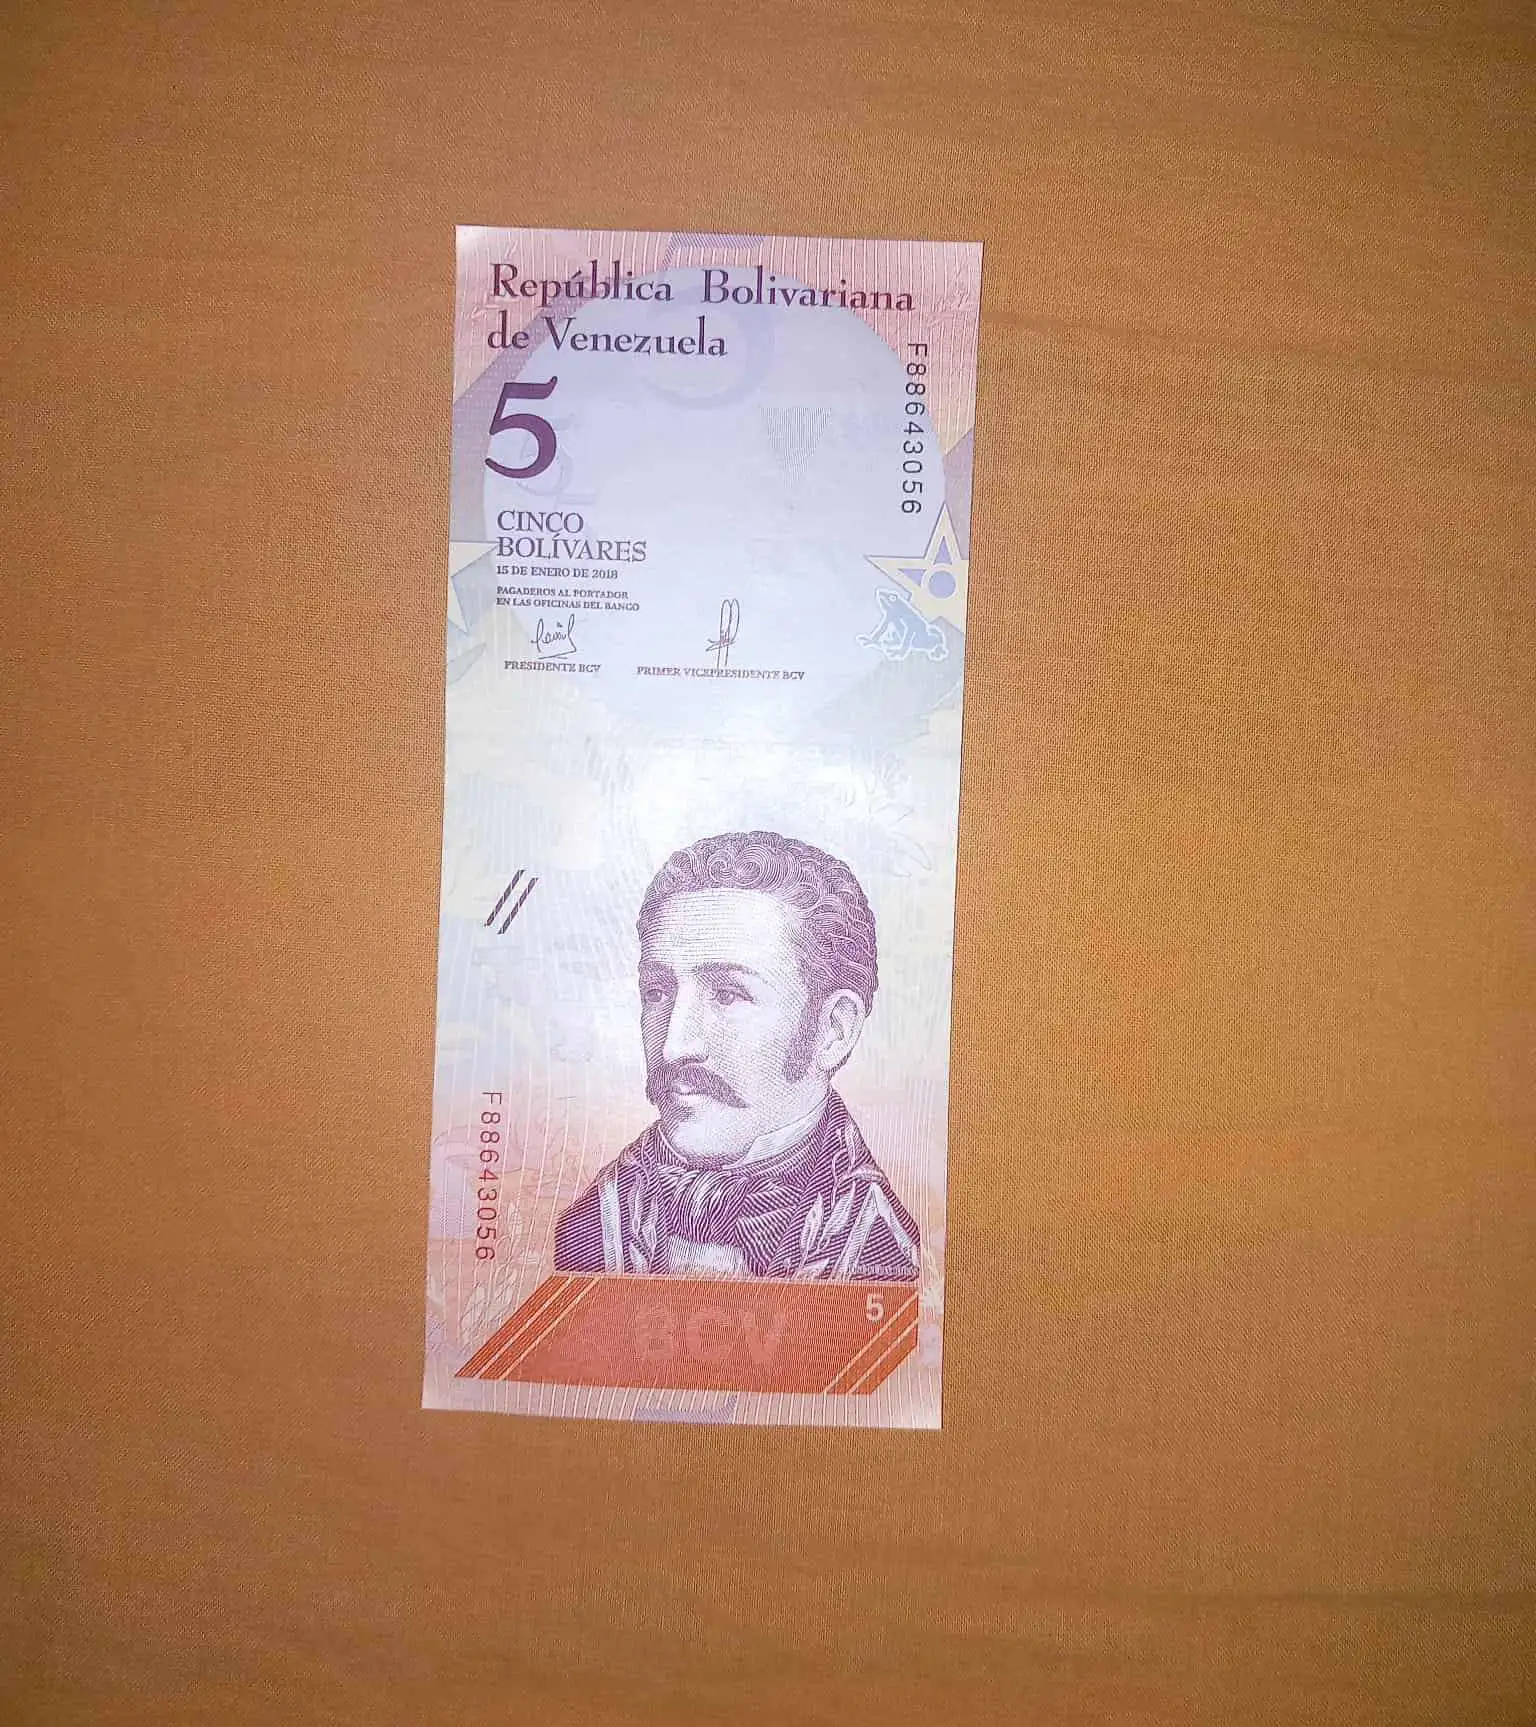 República Bolivariana
de Venezuela
F88643056
5
CINCO
BOLÍVARES
15 DE ENERO DE 2018
PAGADEROS AL PORTADOR
EN LAS OFICINAS DEL BANCO
PRESIDENTE BCV
PRIMER VICEPRESIDENTE BCV
F88643056
5
BCV